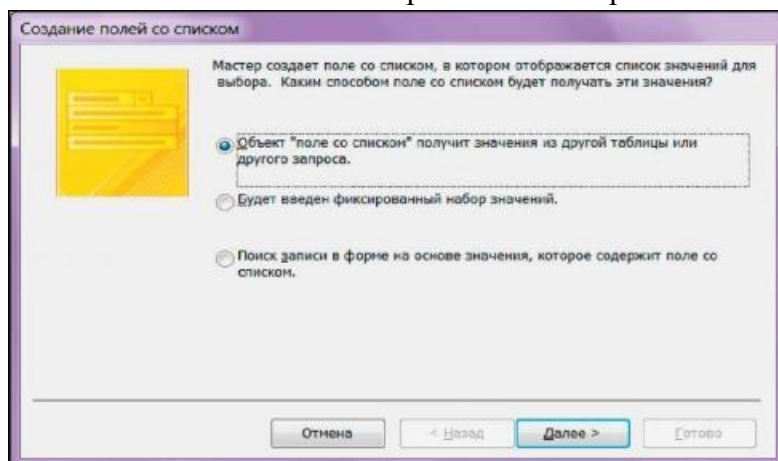 Создание полей со списком
Мастер создает поле со списком, в котором отображается список значений для
выбора. Каким способом поле со списком будет получать эти значения?
Объект "поле со списком" получит значения из другой таблицы или
другого запроса.
Будет введен фиксированный набор значений.
Поиск записи в форме на основе значения, которое содержит поле со
списком.
Отмена
< Назад
Далее >
Готово